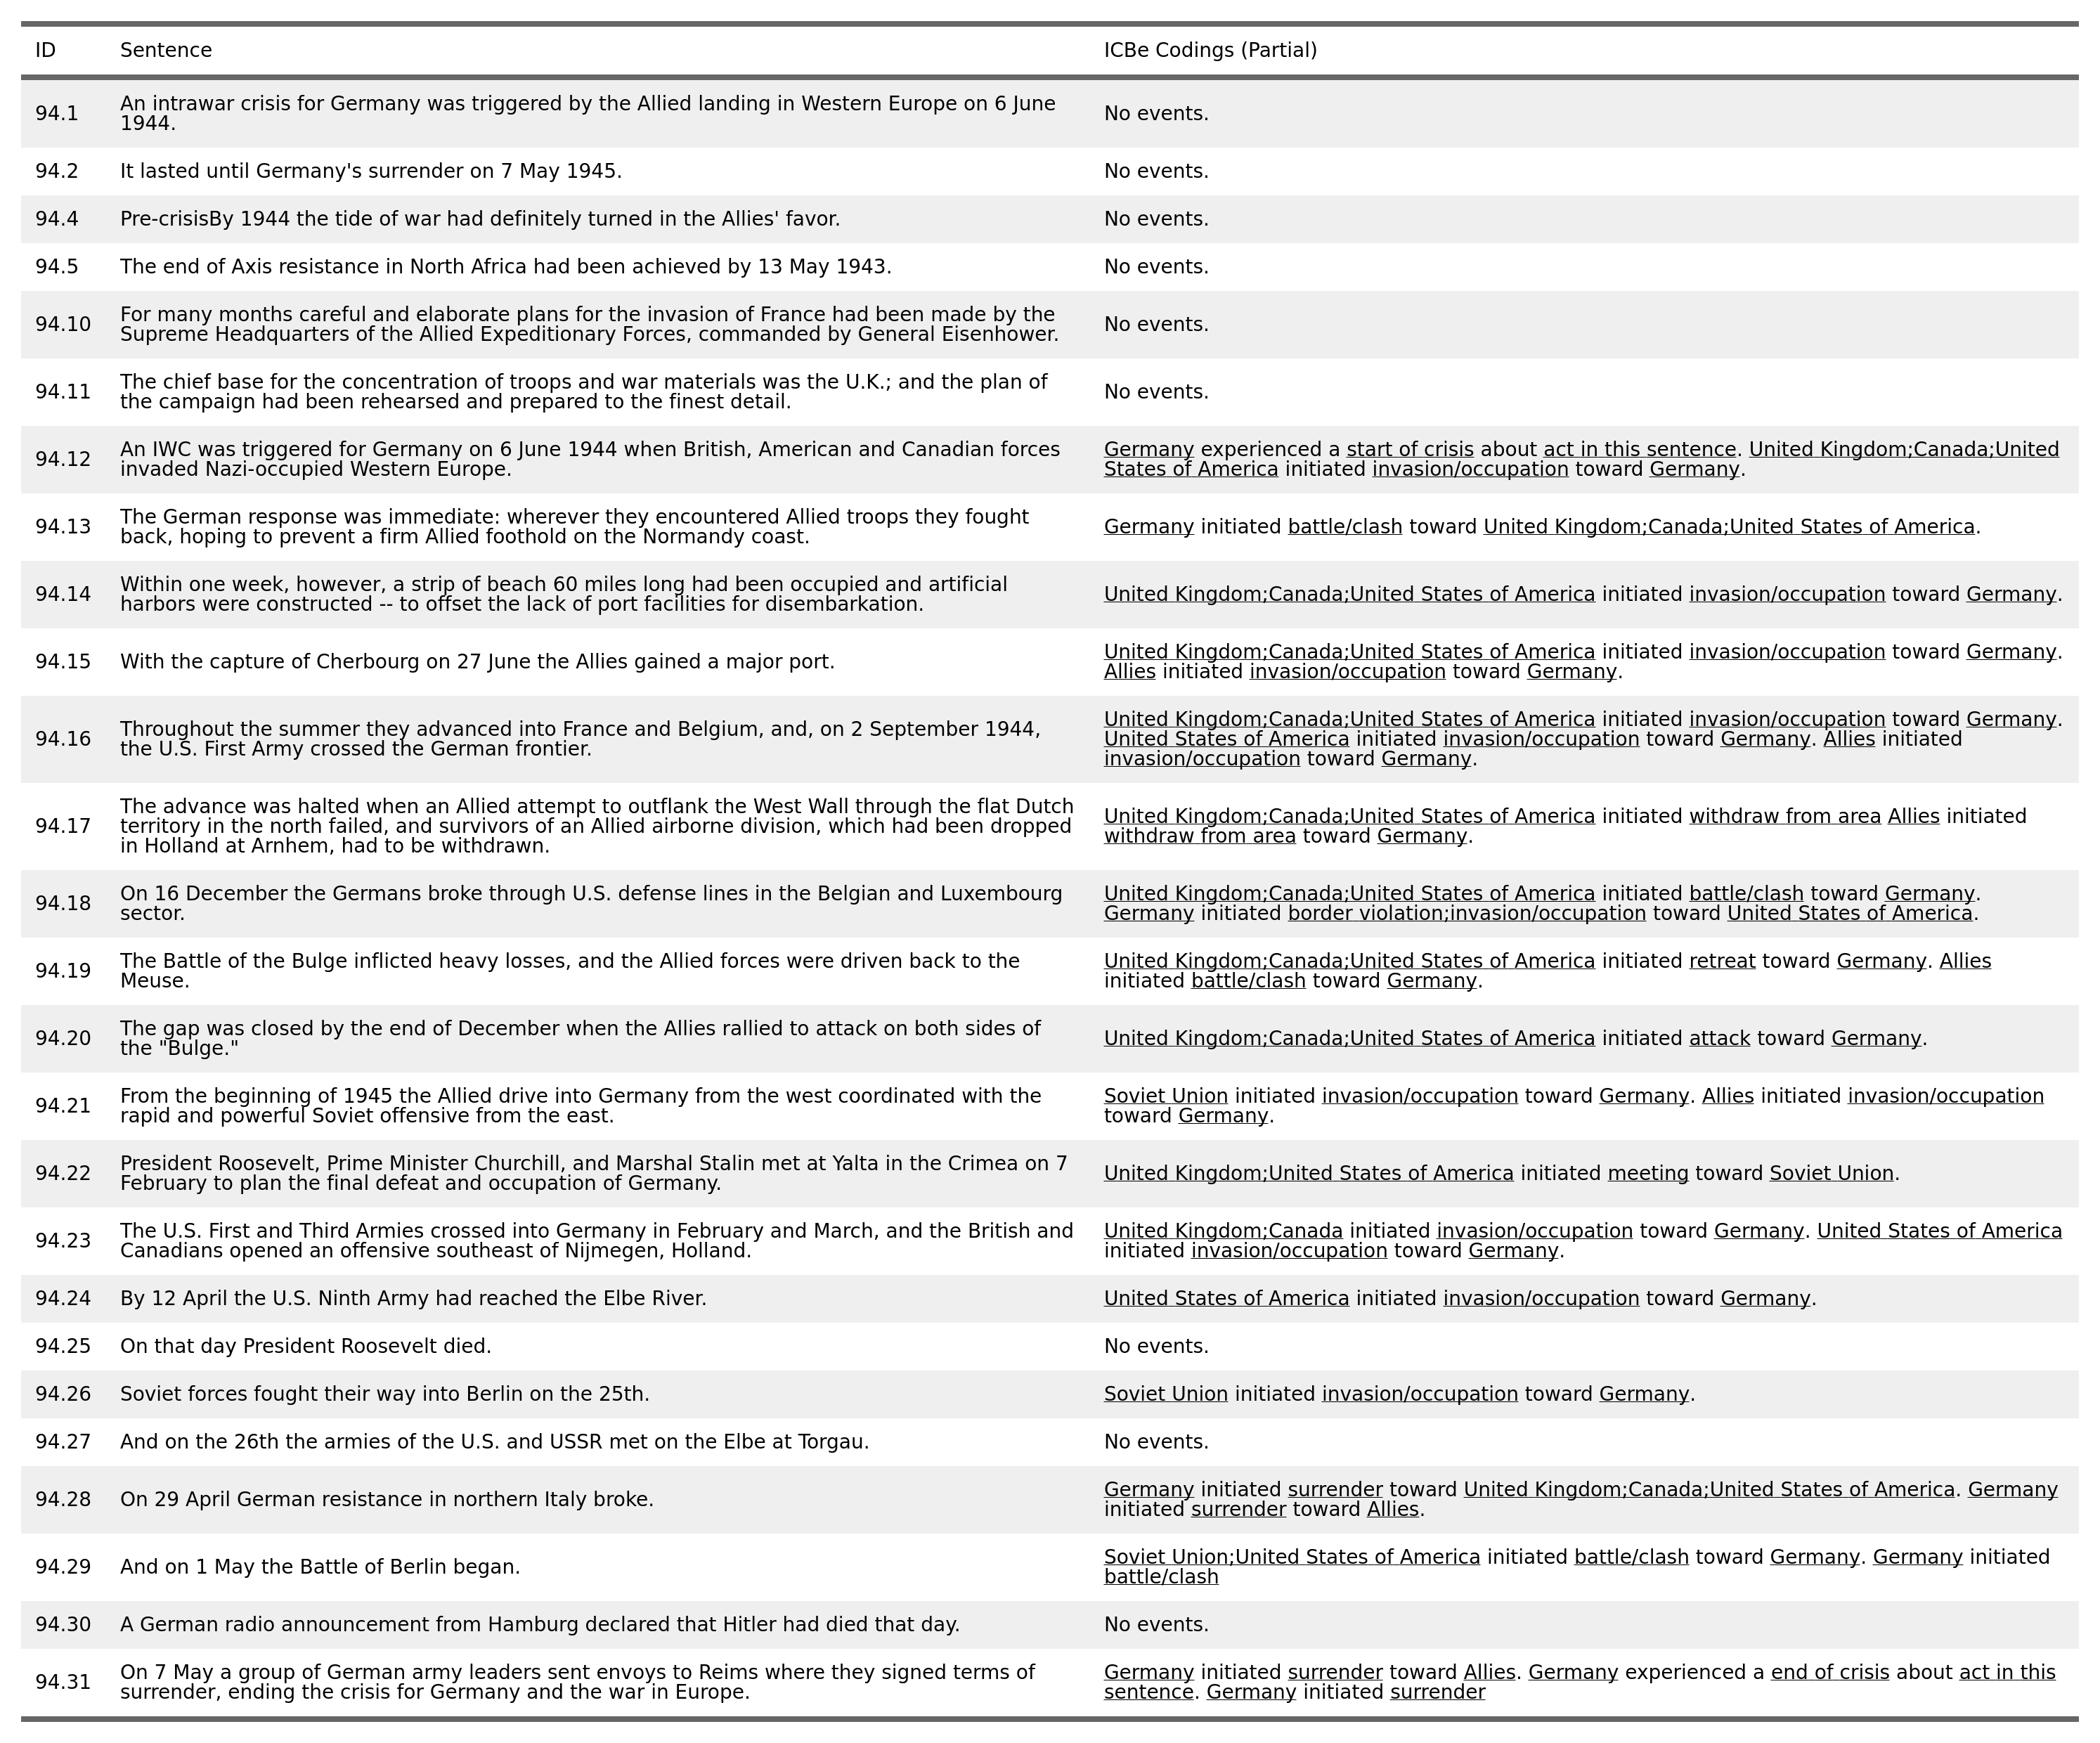 ID Sentence ICBe Codings (Partial)
94.1 An intrawar crisis for Germany was triggered by the Allied landing in Western Europe on 6 June
1944. No events.
94.2 It lasted until Germany's surrender on 7 May 1945. No events.
94.4 Pre-crisisBy 1944 the tide of war had definitely turned in the Allies' favor. No events.
94.5 The end of Axis resistance in North Africa had been achieved by 13 May 1943. No events.
94.10 For many months careful and elaborate plans for the invasion of France had been made by the
Supreme Headquarters of the Allied Expeditionary Forces, commanded by General Eisenhower. No events.
94.11 The chief base for the concentration of troops and war materials was the U.K.; and the plan of
the campaign had been rehearsed and prepared to the finest detail. No events.
94.12 An IWC was triggered for Germany on 6 June 1944 when British, American and Canadian forces
invaded Nazi-occupied Western Europe.
Germany experienced a start of crisis about act in this sentence. United Kingdom;Canada;United
States of America initiated invasion/occupation toward Germany.
94.13 The German response was immediate: wherever they encountered Allied troops they fought
back, hoping to prevent a firm Allied foothold on the Normandy coast.
Germany initiated battle/clash toward United Kingdom;Canada;United States of America.
94.14 Within one week, however, a strip of beach 60 miles long had been occupied and artificial
harbors were constructed -- to offset the lack of port facilities for disembarkation.
United Kingdom;Canada;United States of America initiated invasion/occupation toward Germany.
94.15 With the capture of Cherbourg on 27 June the Allies gained a major port.
United Kingdom;Canada;United States of America initiated invasion/occupation toward Germany.
Allies initiated invasion/occupation toward Germany.
94.16 Throughout the summer they advanced into France and Belgium, and, on 2 September 1944,
the U.S. First Army crossed the German frontier.
United Kingdom;Canada;United States of America initiated invasion/occupation toward Germany.
United States of America initiated invasion/occupation toward Germany. Allies initiated
invasion/occupation toward Germany.
94.17 The advance was halted when an Allied attempt to outflank the West Wall through the flat Dutch
territory in the north failed, and survivors of an Allied airborne division, which had been dropped
in Holland at Arnhem, had to be withdrawn.
United Kingdom;Canada;United States of America initiated withdraw from area Allies initiated
withdraw from area toward Germany.
94.18 On 16 December the Germans broke through U.S. defense lines in the Belgian and Luxembourg
sector.
United Kingdom;Canada;United States of America initiated battle/clash toward Germany.
Germany initiated border violation;invasion/occupation toward United States of America.
94.19 The Battle of the Bulge inflicted heavy losses, and the Allied forces were driven back to the
Meuse.
United Kingdom;Canada;United States of America initiated retreat toward Germany. Allies
initiated battle/clash toward Germany.
94.20 The gap was closed by the end of December when the Allies rallied to attack on both sides of
the "Bulge."
United Kingdom;Canada;United States of America initiated attack toward Germany.
94.21 From the beginning of 1945 the Allied drive into Germany from the west coordinated with the
rapid and powerful Soviet offensive from the east.
Soviet Union initiated invasion/occupation toward Germany. Allies initiated invasion/occupation
toward Germany.
94.22 President Roosevelt, Prime Minister Churchill, and Marshal Stalin met at Yalta in the Crimea on 7
February to plan the final defeat and occupation of Germany.
United Kingdom;United States of America initiated meeting toward Soviet Union.
94.23 The U.S. First and Third Armies crossed into Germany in February and March, and the British and
Canadians opened an offensive southeast of Nijmegen, Holland.
United Kingdom;Canada initiated invasion/occupation toward Germany. United States of America
initiated invasion/occupation toward Germany.
94.24 By 12 April the U.S. Ninth Army had reached the Elbe River. United States of America initiated invasion/occupation toward Germany.
94.25 On that day President Roosevelt died. No events.
94.26 Soviet forces fought their way into Berlin on the 25th. Soviet Union initiated invasion/occupation toward Germany.
94.27 And on the 26th the armies of the U.S. and USSR met on the Elbe at Torgau. No events.
94.28 On 29 April German resistance in northern Italy broke.
Germany initiated surrender toward United Kingdom;Canada;United States of America. Germany
initiated surrender toward Allies.
94.29 And on 1 May the Battle of Berlin began.
Soviet Union;United States of America initiated battle/clash toward Germany. Germany initiated
battle/clash
94.30 A German radio announcement from Hamburg declared that Hitler had died that day. No events.
94.31 On 7 May a group of German army leaders sent envoys to Reims where they signed terms of
surrender, ending the crisis for Germany and the war in Europe.
Germany initiated surrender toward Allies. Germany experienced a end of crisis about act in this
sentence. Germany initiated surrender